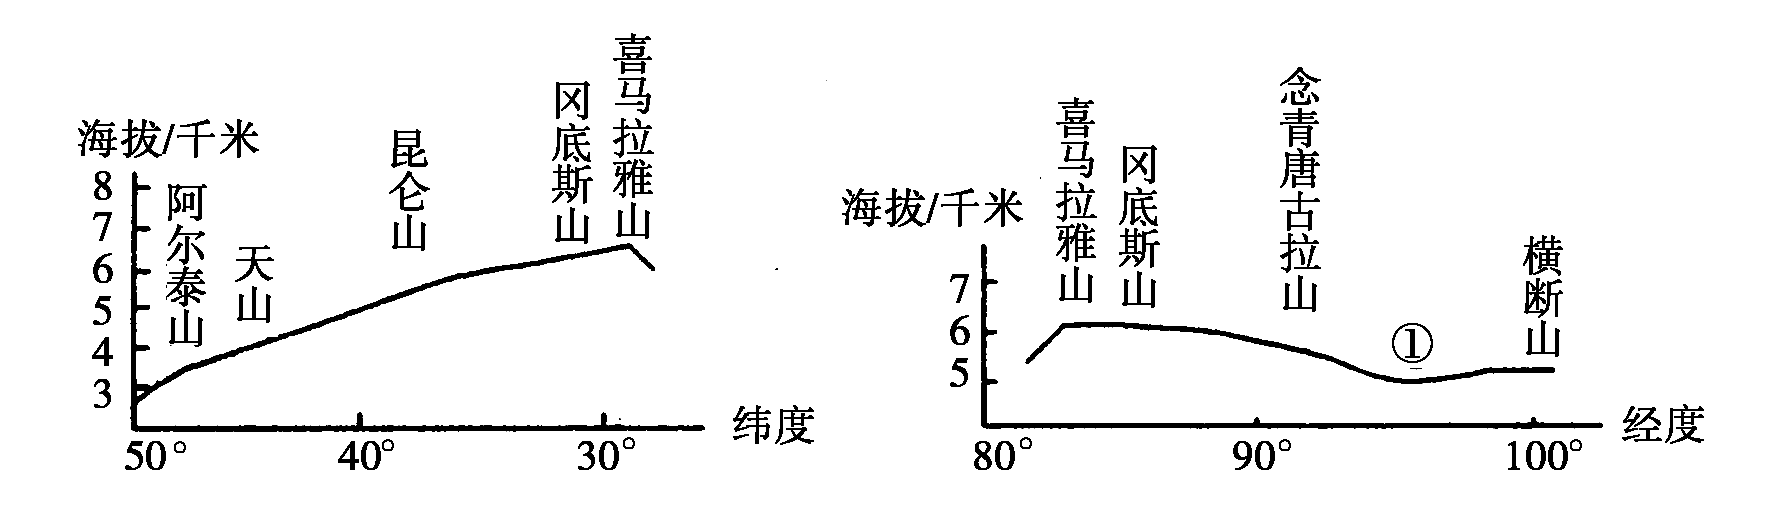 海拔/千米
8
7
6
5
4
3
阿尔泰山
天山
昆仑山
冈底斯山
喜马拉雅山
50°
40°
30°
纬度
海拔/千米
7
6
5
喜马拉雅山
冈底斯山
念青唐古拉山
①
横断山
80°
90°
100°
经度